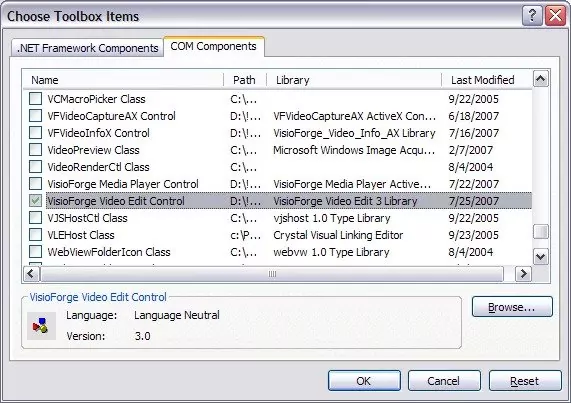 Choose Toolbox Items
.NET Framework Components COM Components
Name Path Library Last Modified
VCMacroPicker Class C:\... 9/22/2005
VFVideoCaptureAX Control D:\!... VFVideoCaptureAX ActiveX Con... 6/18/2007
VFVideoInfoX Control D:\!... VisioForge_Video_Info_AX Library 7/16/2007
VideoPreview Class C:\... Microsoft Windows Image Acqu... 2/7/2007
VideoRenderCtl Class C:\... 8/4/2004
VisioForge Media Player Control D:\!... VisioForge Media Player Active... 7/22/2007
VisioForge Video Edit Control D:\!... VisioForge Video Edit 3 Library 7/25/2007
VJSHostCtl Class C:\... vjshost 1.0 Type Library 9/22/2005
VLEHost Class c:\P... Crystal Visual Linking Editor 9/23/2005
WebViewFolderIcon Class C:\... webvw 1.0 Type Library 8/4/2004
VisioForge Video Edit Control
Browse...
Language: Language Neutral
Version: 3.0
OK Cancel Reset